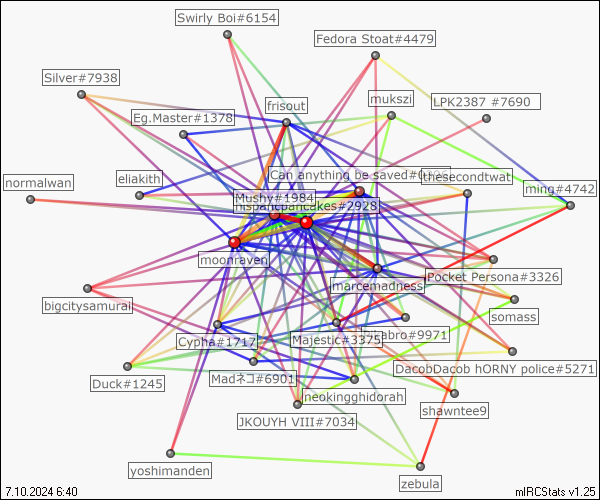 Swirly Boi#6154
Fedora Stoat#4479
Silver#7938
frisout
mukszi
LPK2387 #7690
Eg.Master#1378
Can anything be saved
thesecondtwat
eliakith
normalwan
ming#4742
Mushy#1984
mspancpancakes#2928
moonraven
Pocket Persona#3326
marcemadness
bigcitysamurai
somass
Cypha#1717
Majestic#3375
abro#9971
DacobDacob hORNY police#5271
Duck#1245
Madネコ#6901
neokingghidorah
shawntee9
JKOUYH VIII#7034
yoshimanden
zebula
7.10.2024 6:40
mIRCStats v1.25